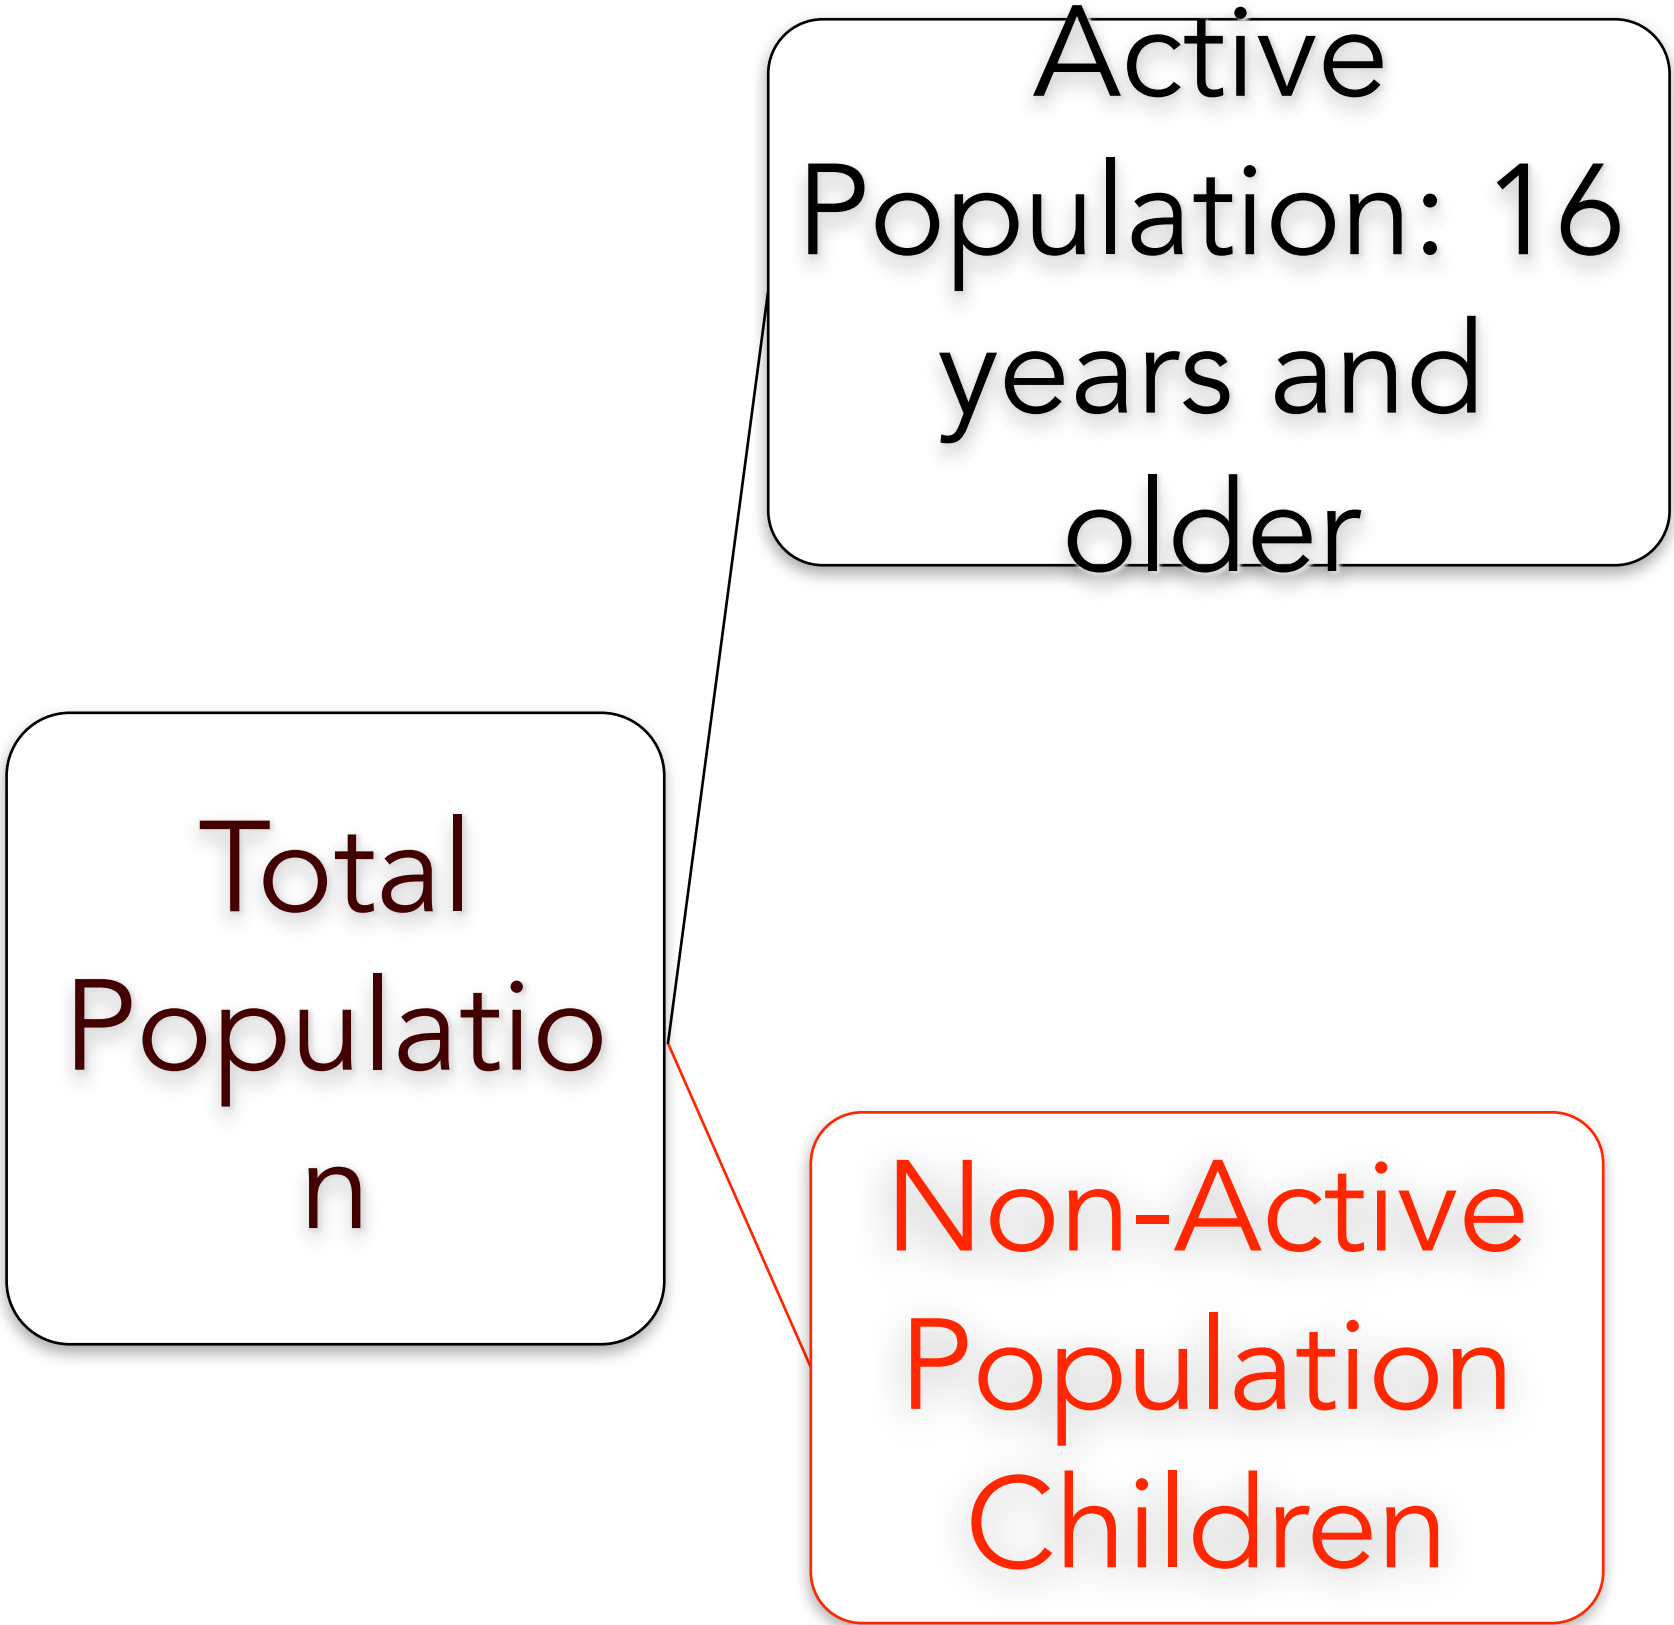 Active
Population: 16
years and
older
Total
Populatio
n
Non-Active
Population
Children